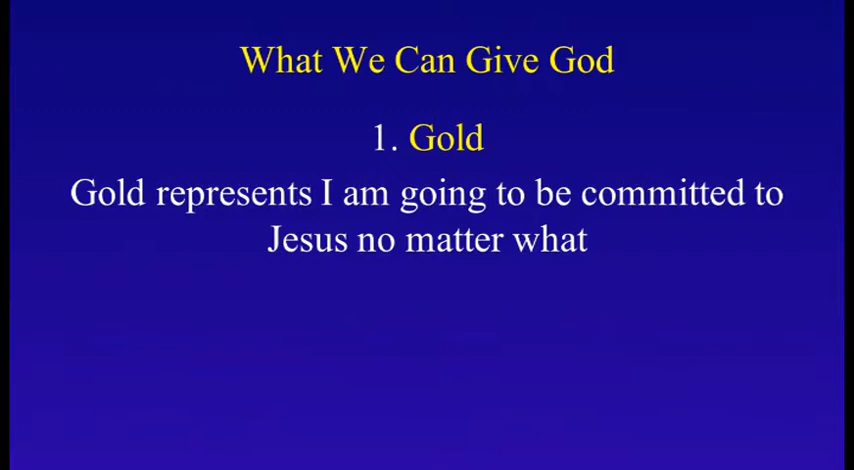 What We Can Give God
1. Gold
Gold represents I am going to be committed to
Jesus no matter what